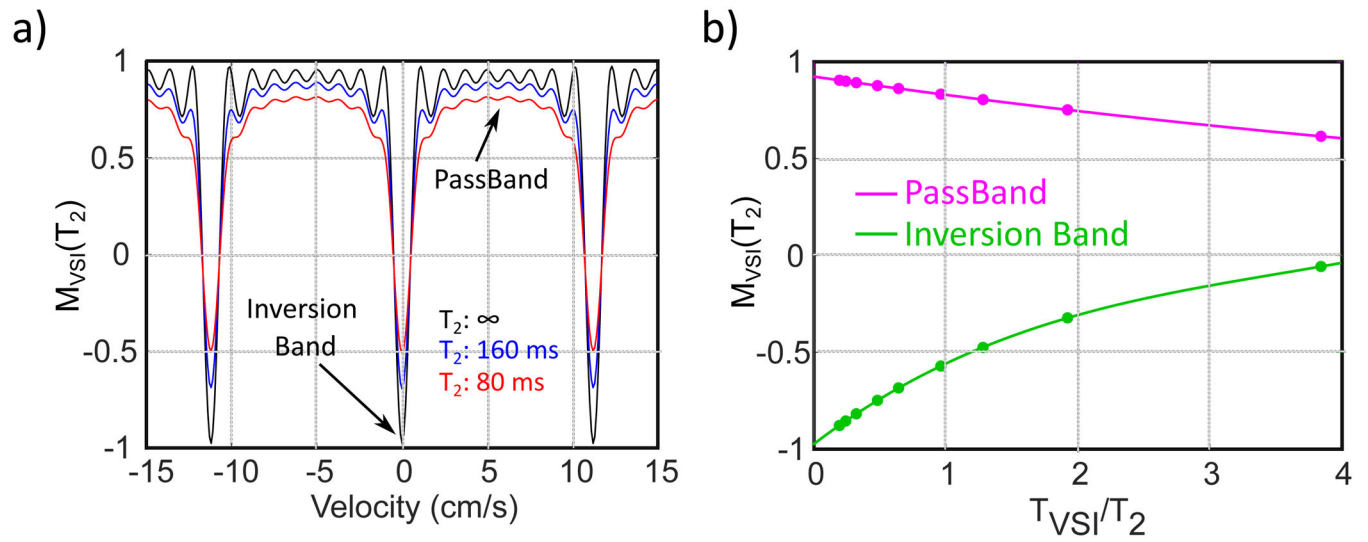 a)
M_VSI(T_2)
1
0.5
0
-0.5
-1
PassBand
Inversion
Band
T_2: ∞
T_2: 160 ms
T_2: 80 ms
-15 -10 -5 0 5 10 15
Velocity (cm/s)
b)
M_VSI(T_2)
1
0.5
0
-0.5
-1
PassBand
Inversion Band
0 1 2 3 4
T_VSI/T_2